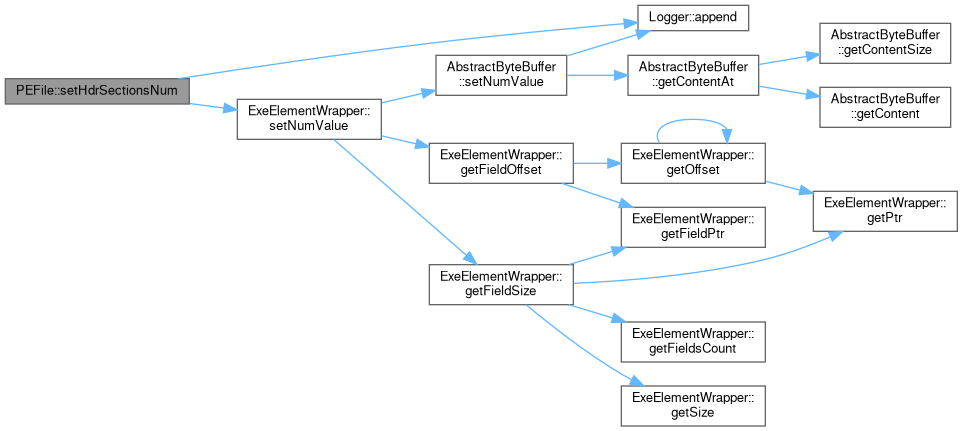 PEFile::setHdrSectionsNum
ExeElementWrapper::
setNumValue
Logger::append
AbstractByteBuffer
::setNumValue
AbstractByteBuffer
::getContentAt
AbstractByteBuffer
::getContentSize
AbstractByteBuffer
::getContent
ExeElementWrapper::
getFieldOffset
ExeElementWrapper::
getOffset
ExeElementWrapper::
getPtr
ExeElementWrapper::
getFieldPtr
ExeElementWrapper::
getFieldSize
ExeElementWrapper::
getFieldsCount
ExeElementWrapper::
getSize